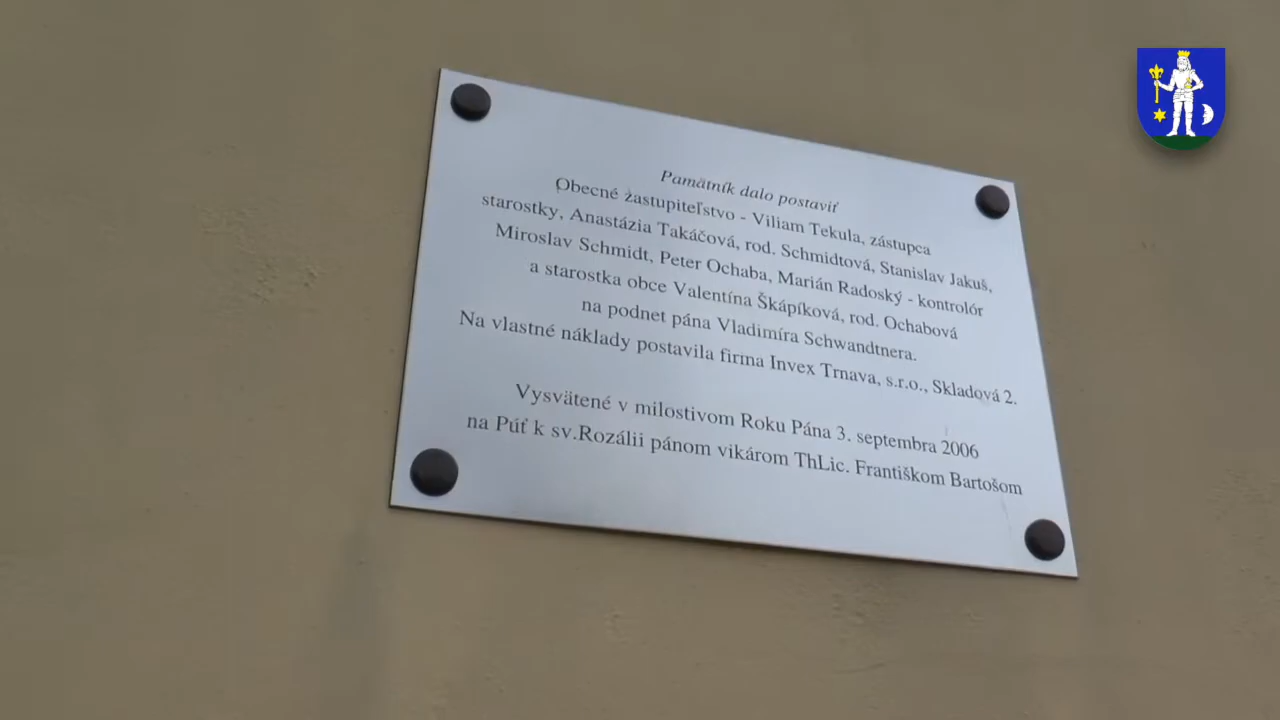 Pamätník dalo postaviť
Obecné zastupiteľstvo - Viliam Tekula, zástupca
starostky, Anastázia Takáčová, rod. Schmidtová, Stanislav Jakuš,
Miroslav Schmidt, Peter Ochaba, Marián Radoský - kontrolór
a starostka obce Valentína Škápíková, rod. Ochabová
na podnet pána Vladimíra Schwandtnera.
Na vlastné náklady postavila firma Invex Trnava, s.r.o., Skladová 2.
Vysvätené v milostivom Roku Pána 3. septembra 2006
na Púť k sv.Rozálii pánom vikárom ThLic. Františkom Bartošom